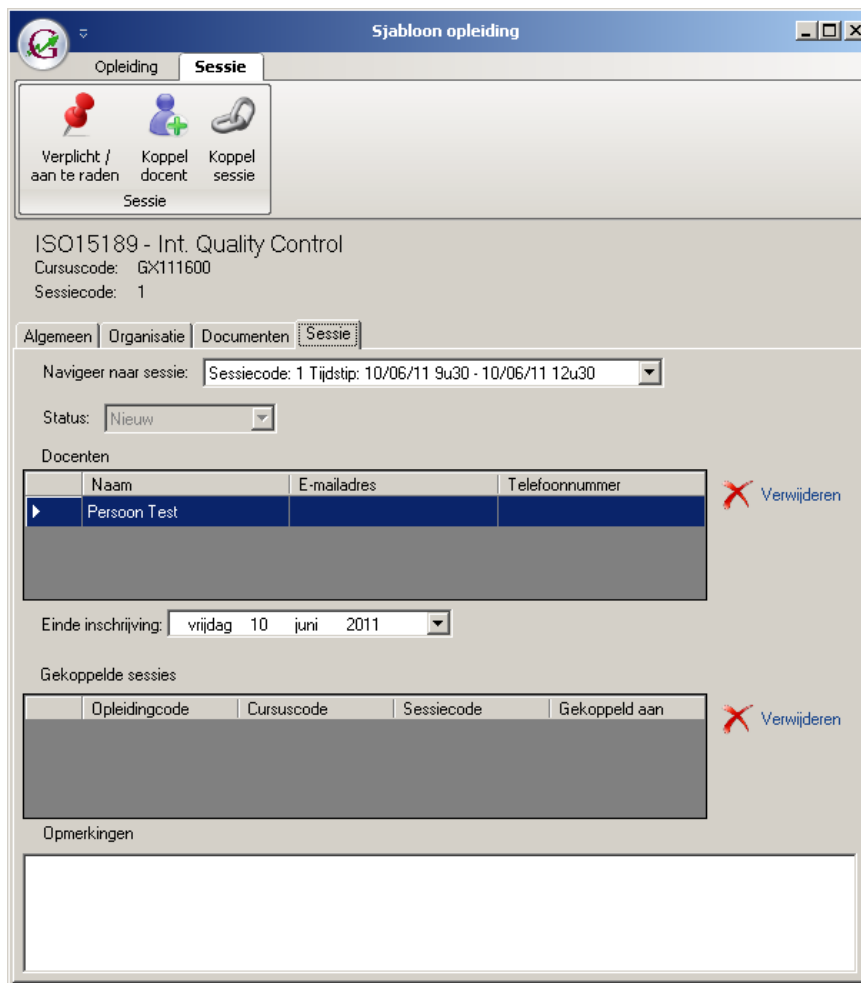 Sjabloon opleiding
Opleiding Sessie
Verplicht / Koppel Koppel
aan te raden docent sessie
Sessie
ISO15189 - Int. Quality Control
Cursuscode: GX111600
Sessiecode: 1
Algemeen Organisatie Documenten Sessie
Navigeer naar sessie: Sessiecode: 1 Tijdstip: 10/06/11 9u30 - 10/06/11 12u30
Status: Nieuw
Docenten
Naam E-mailadres Telefoonnummer
Verwijderen
Persoon Test
Einde inschrijving: vrijdag 10 juni 2011
Gekoppelde sessies
Opleidingcode Cursuscode Sessiecode Gekoppeld aan
Verwijderen
Opmerkingen